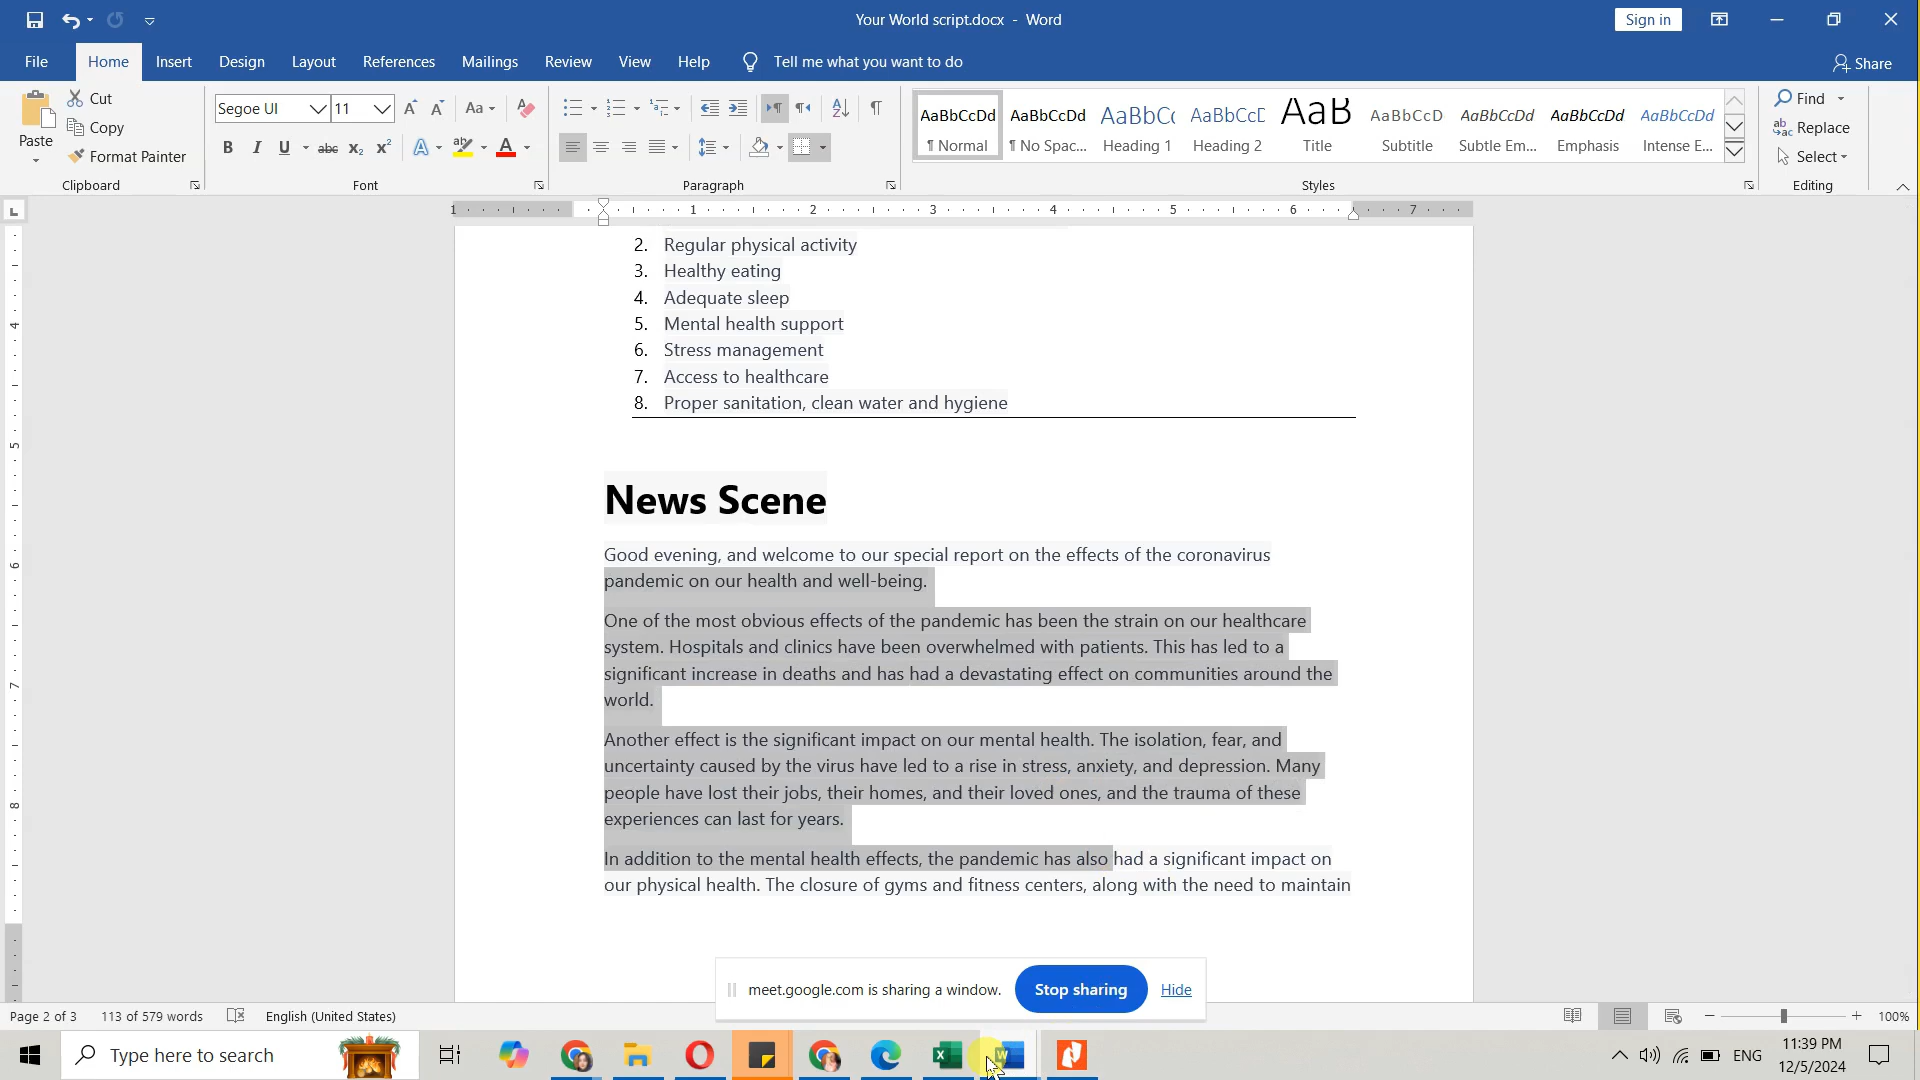 Your World script.docx - Word
Sign in
File Home Insert Design Layout References Mailings Review View Help Tell me what you want to do
Share
Paste
Cut
Copy
Format Painter
Clipboard
Segoe UI 11
Font
Paragraph
AaBbCcDd ¶ Normal
AaBbCcDd ¶ No Spac...
AaBbCc Heading 1
AaBbCcD Heading 2
AaB Title
AaBbCcD Subtitle
AaBbCcDd Subtle Em...
AaBbCcDd Emphasis
AaBbCcDd Intense E...
Styles
Find
Replace
Select
Editing
1 1 2 3 4 5 6 7
2. Regular physical activity
3. Healthy eating
4. Adequate sleep
5. Mental health support
6. Stress management
7. Access to healthcare
8. Proper sanitation, clean water and hygiene
News Scene
Good evening, and welcome to our special report on the effects of the coronavirus
pandemic on our health and well-being.
One of the most obvious effects of the pandemic has been the strain on our healthcare
system. Hospitals and clinics have been overwhelmed with patients. This has led to a
significant increase in deaths and has had a devastating effect on communities around the
world.
Another effect is the significant impact on our mental health. The isolation, fear, and
uncertainty caused by the virus have led to a rise in stress, anxiety, and depression. Many
people have lost their jobs, their homes, and their loved ones, and the trauma of these
experiences can last for years.
In addition to the mental health effects, the pandemic has also had a significant impact on
our physical health. The closure of gyms and fitness centers, along with the need to maintain
meet.google.com is sharing a window. Stop sharing Hide
Page 2 of 3 113 of 579 words English (United States) 100%
Type here to search
ENG
11:39 PM
12/5/2024